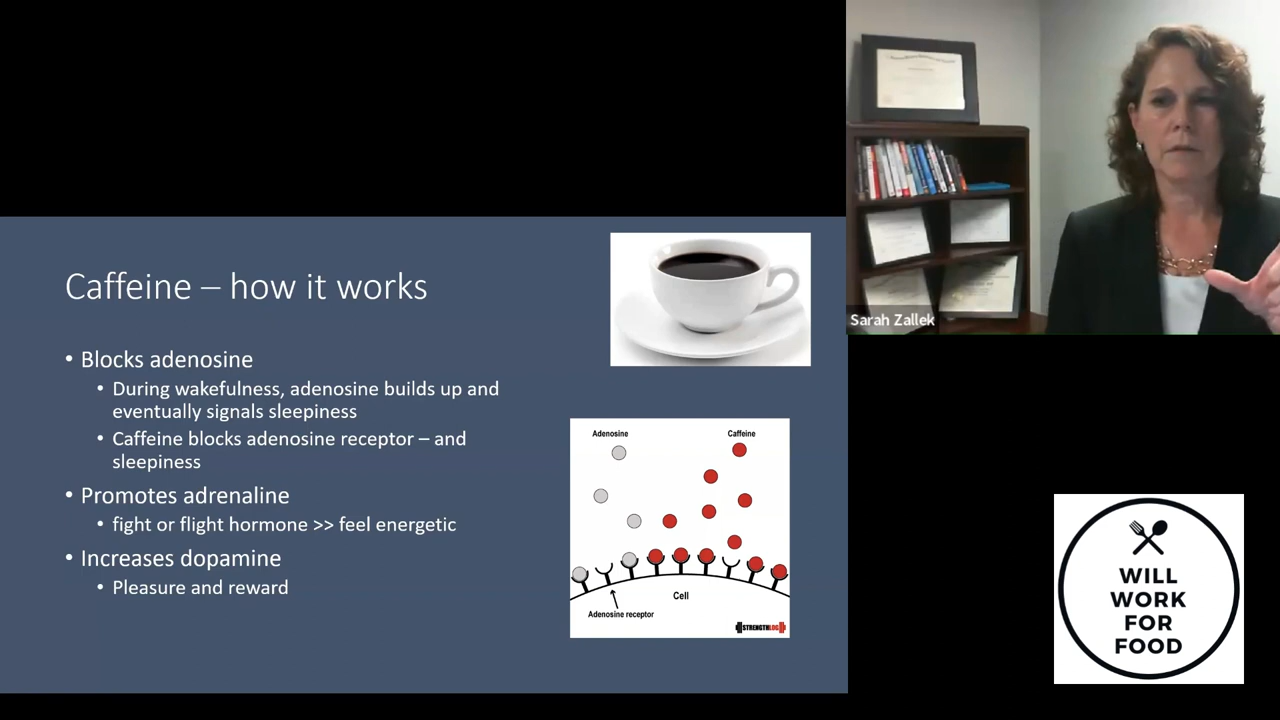 Sarah Zallek
Caffeine – how it works
• Blocks adenosine
• During wakefulness, adenosine builds up and
eventually signals sleepiness
• Caffeine blocks adenosine receptor – and
sleepiness
• Promotes adrenaline
• fight or flight hormone >> feel energetic
• Increases dopamine
• Pleasure and reward
Adenosine
Caffeine
Cell
Adenosine receptor
STRENGTHLOG
WILL
WORK
FOR
FOOD